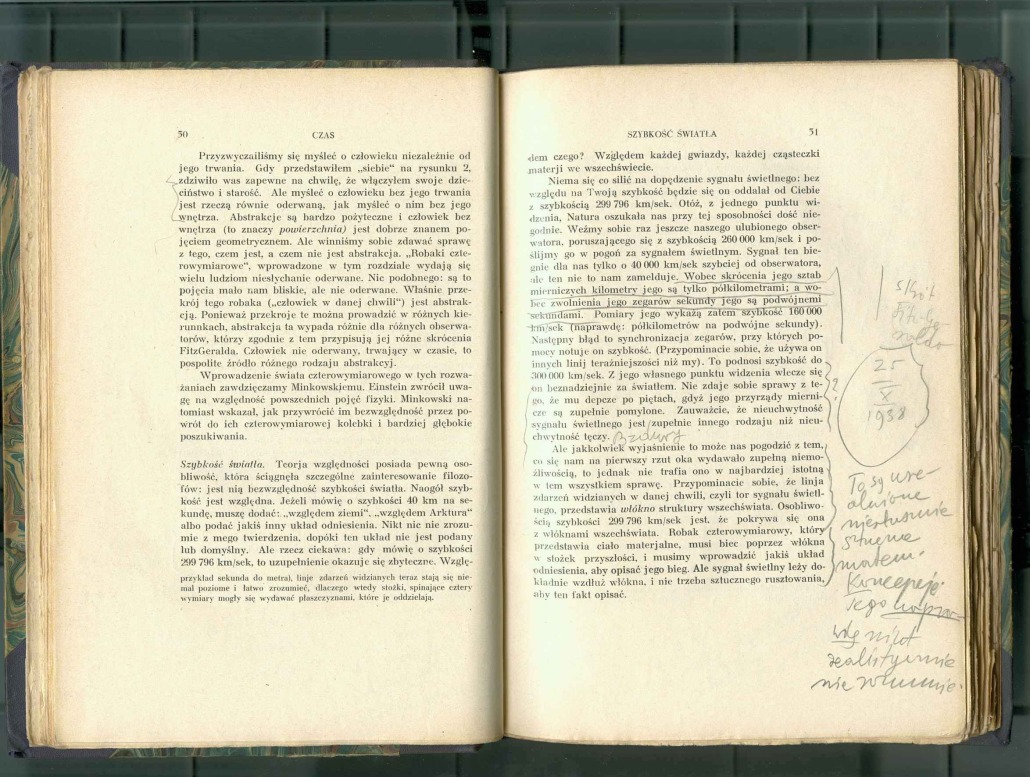 50
CZAS
Przyzwyczailiśmy się myśleć o człowieku niezależnie od
jego trwania. Gdy przedstawiłem „siebie“ na rysunku 2,
zdziwiło was zapewne na chwilę, że włączyłem swoje dzie-
ciństwo i starość. Ale myśleć o człowieku bez jego trwania
jest rzeczą równie oderwaną, jak myśleć o nim bez jego
wnętrza. Abstrakcje są bardzo pożyteczne i człowiek bez
wnętrza (to znaczy powierzchnia) jest dobrze znanem po-
jęciem geometrycznem. Ale winniśmy sobie zdawać sprawę
z tego, czem jest, a czem nie jest abstrakcja. „Robaki czte-
rowymiarowe“, wprowadzone w tym rozdziale wydają się
wielu ludziom niesłychanie oderwane. Nic podobnego: są to
pojęcia mało nam bliskie, ale nie oderwane. Właśnie prze-
krój tego robaka („człowiek w danej chwili“) jest abstrak-
cją. Ponieważ przekroje te można prowadzić w różnych kie-
runnkach, abstrakcja ta wypada różnie dla różnych obserwa-
torów, którzy zgodnie z tem przypisują jej różne skrócenia
FitzGeralda. Człowiek nie oderwany, trwający w czasie, to
pospolite źródło różnego rodzaju abstrakcyj.
Wprowadzenie świata czterowymiarowego w tych rozwa-
żaniach zawdzięczamy Minkowskjemu. Einstein zwrócił uwa-
gę na względność powszednich pojęć fizyki. Minkowski na-
tomiast wskazał, jak przywrócić im bezwzględność przez po-
wrót do ich czterowymiarowej kolebki i bardziej głębokie
poszukiwania.
Szybkość światła. Teorja względności posiada pewną oso-
bliwość, która ściągnęła szczególne zainteresowanie filozo-
fów: jest nią bezwzględność szybkości światła. Naogół szyb-
kość jest względna. Jeżeli mówię o szybkości 40 km na se-
kundę, muszę dodać: „względem ziemi“, „względem Arktura“
albo podać jakiś inny układ odniesienia. Nikt nic nie zrozu-
mie z mego twierdzenia, dopóki ten układ nie jest podany
lub domyślny. Ale rzecz ciekawa: gdy mówię o szybkości
299 796 km/sek, to uzupełnienie okazuje się zbyteczne. Wzglę-
przykład sekunda do metra), linje zdarzeń widzianych teraz stają się nie-
mal poziome i łatwo zrozumieć, dlaczego wtedy stożki, spinające cztery
wymiary mogły się wydawać płaszczyznami, które je oddzielają.
SZYBKOŚĆ ŚWIATŁA
51
dem czego? Względem każdej gwiazdy, każdej cząsteczki
materji we wszechświecie.
Niema się co silić na dopędzenie sygnału świetlnego: bez
względu na Twoją szybkość będzie się on oddalał od Ciebie
z szybkością 299 796 km/sek. Otóż, z jednego punktu wi-
dzenia, Natura oszukała nas przy tej sposobności dość nie-
godnie. Weźmy sobie raz jeszcze naszego ulubionego obser-
watora, poruszającego się z szybkością 260 000 km/sek i po-
ślijmy go w pogoń za sygnałem świetlnym. Sygnał ten bie-
gnie dla nas tylko o 40 000 km/sek szybciej od obserwatora,
ale ten nie to nam zamelduje. Wobec skrócenia jego sztab
mierniczych kilometry jego są tylko półkilometrami; a wo-
bec zwolnienia jego zegarów sekundy jego są podwójnemi
sekundami. Pomiary jego wykażą zatem szybkość 160 000
km/sek (naprawdę: półkilometrów na podwójne sekundy).
Następny błąd to synchronizacja zegarów, przy których po-
mocy notuje on szybkość. (Przypominacie sobie, że używa on
innych linij teraźniejszości niż my). To podnosi szybkość do
300 000 km/sek. Z jego własnego punktu widzenia wlecze się
on beznadziejnie za światłem. Nie zdaje sobie sprawy z te-
go, że mu depcze po piętach, gdyż jego przyrządy mierni-
cze są zupełnie pomylone. Zauważcie, że nieuchwytność
sygnału świetlnego jest zupełnie innego rodzaju niż nieu-
chwytność tęczy. Bzdury
Ale jakkolwiek wyjaśnienie to może nas pogodzić z tem,
co się nam na pierwszy rzut oka wydawało zupełną niemo-
żliwością, to jednak nie trafia ono w najbardziej istotną
w tem wszystkiem sprawę. Przypominacie sobie, że linja
zdarzeń widzianych w danej chwili, czyli tor sygnału świetl-
nego, przedstawia włókno struktury wszechświata. Osobliwo-
ścią szybkości 299 796 km/sek jest, że pokrywa się ona
z włóknami wszechświata. Robak czterowymiarowy, który
przedstawia ciało materjalne, musi biec poprzez włókna
w stożek przyszłości, i musimy wprowadzić jakiś układ
odniesienia, aby opisać jego bieg. Ale sygnał świetlny leży do-
kładnie wzdłuż włókna, i nie trzeba sztucznego rusztowania,
aby ten fakt opisać.
skrót
?
25
X
1938
To są ure-
alnione
niesłusznie
sztuczne
matem.
Koncepcje.
Tego napra-
wdę nikt
realistycznie
nie rozumie.